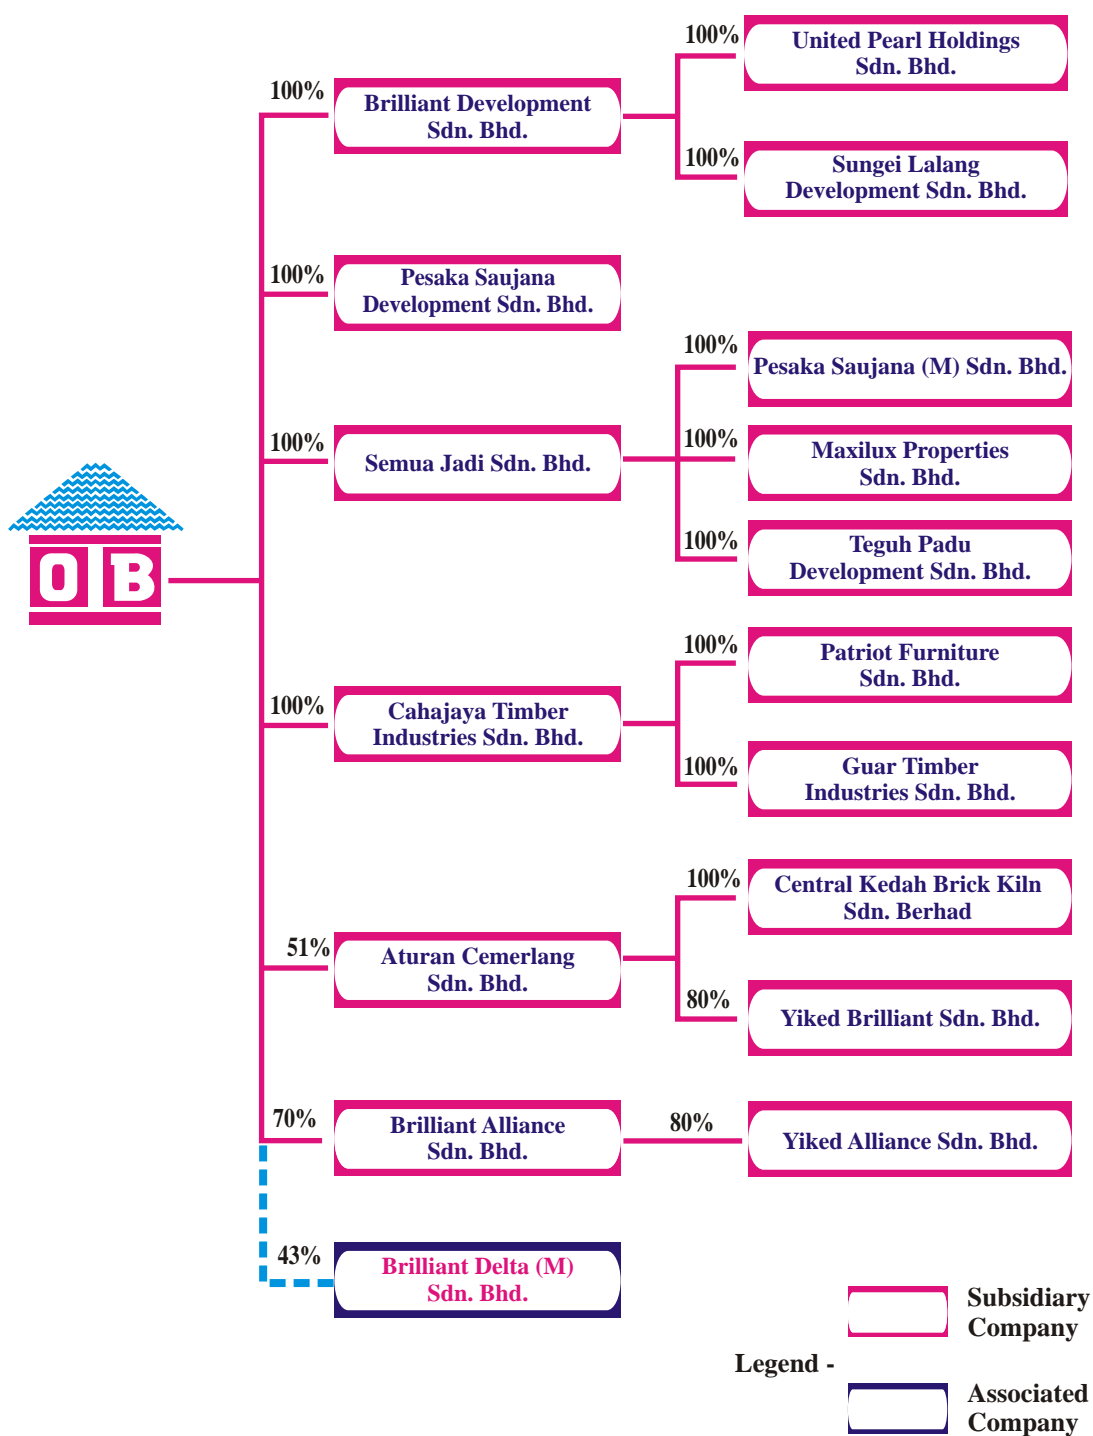 100%
United Pearl Holdings
Sdn. Bhd.
100%
Brilliant Development
Sdn. Bhd.
100%
Sungei Lalang
Development Sdn. Bhd.
100%
Pesaka Saujana
Development Sdn. Bhd.
100%
Pesaka Saujana (M) Sdn. Bhd.
100%
Semua Jadi Sdn. Bhd.
100%
Maxilux Properties
Sdn. Bhd.
100%
Teguh Padu
Development Sdn. Bhd.
O B
100%
Patriot Furniture
Sdn. Bhd.
100%
Cahajaya Timber
Industries Sdn. Bhd.
100%
Guar Timber
Industries Sdn. Bhd.
100%
Central Kedah Brick Kiln
Sdn. Berhad
51%
Aturan Cemerlang
Sdn. Bhd.
80%
Yiked Brilliant Sdn. Bhd.
70%
Brilliant Alliance
Sdn. Bhd.
80%
Yiked Alliance Sdn. Bhd.
43%
Brilliant Delta (M)
Sdn. Bhd.
Legend -
Subsidiary
Company
Associated
Company